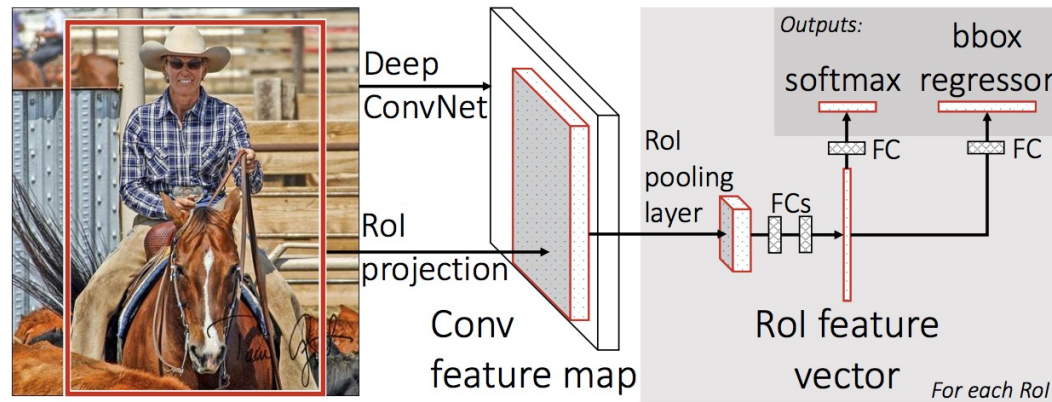 Deep
ConvNet
RoI
projection
Conv
feature map
RoI
pooling
layer
FCs
RoI feature
vector
For each RoI
Outputs:
softmax
bbox
regressor
FC
FC